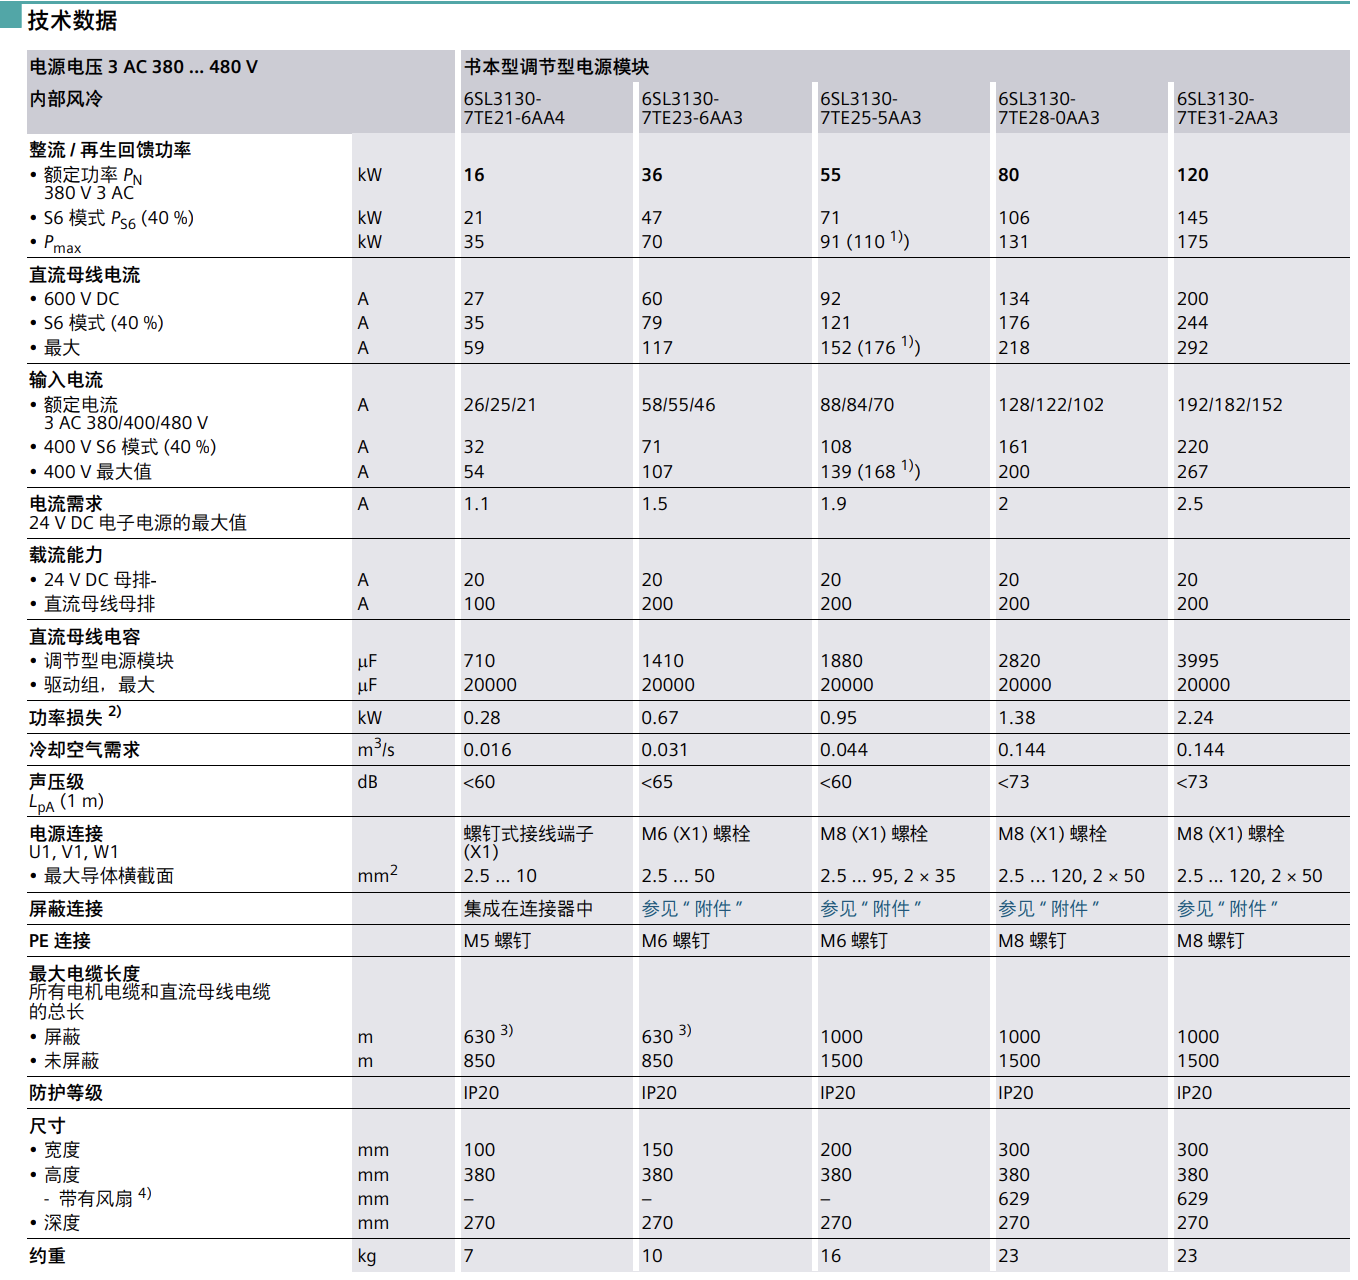 技术数据
电源电压 3 AC 380 ... 480 V 书本型调节型电源模块
内部风冷 6SL3130- 6SL3130- 6SL3130- 6SL3130- 6SL3130-
7TE21-6AA4 7TE23-6AA3 7TE25-5AA3 7TE28-0AA3 7TE31-2AA3
整流 / 再生回馈功率
• 额定功率 PN kW 16 36 55 80 120
380 V 3 AC
• S6 模式 PS6 (40 %) kW 21 47 71 106 145
• Pmax kW 35 70 91 (110 1)) 131 175
直流母线电流
• 600 V DC A 27 60 92 134 200
• S6 模式 (40 %) A 35 79 121 176 244
• 最大 A 59 117 152 (176 1)) 218 292
输入电流
• 额定电流 A 26/25/21 58/55/46 88/84/70 128/122/102 192/182/152
3 AC 380/400/480 V
• 400 V S6 模式 (40 %) A 32 71 108 161 220
• 400 V 最大值 A 54 107 139 (168 1)) 200 267
电流需求 A 1.1 1.5 1.9 2 2.5
24 V DC 电子电源的最大值
载流能力
• 24 V DC 母排- A 20 20 20 20 20
• 直流母线母排 A 100 200 200 200 200
直流母线电容
• 调节型电源模块 μF 710 1410 1880 2820 3995
• 驱动组，最大 μF 20000 20000 20000 20000 20000
功率损失 2) kW 0.28 0.67 0.95 1.38 2.24
冷却空气需求 m3/s 0.016 0.031 0.044 0.144 0.144
声压级 dB <60 <65 <60 <73 <73
LpA (1 m)
电源连接 螺钉式接线端子 M6 (X1) 螺栓 M8 (X1) 螺栓 M8 (X1) 螺栓 M8 (X1) 螺栓
U1, V1, W1 (X1)
• 最大导体横截面 mm2 2.5 ... 10 2.5 ... 50 2.5 ... 95, 2 × 35 2.5 ... 120, 2 × 50 2.5 ... 120, 2 × 50
屏蔽连接 集成在连接器中 参见 “ 附件 ” 参见 “ 附件 ” 参见 “ 附件 ” 参见 “ 附件 ”
PE 连接 M5 螺钉 M6 螺钉 M6 螺钉 M8 螺钉 M8 螺钉
最大电缆长度
所有电机电缆和直流母线电缆
的总长
• 屏蔽 m 630 3) 630 3) 1000 1000 1000
• 未屏蔽 m 850 850 1500 1500 1500
防护等级 IP20 IP20 IP20 IP20 IP20
尺寸
• 宽度 mm 100 150 200 300 300
• 高度 mm 380 380 380 380 380
- 带有风扇 4) mm – – – 629 629
• 深度 mm 270 270 270 270 270
约重 kg 7 10 16 23 23